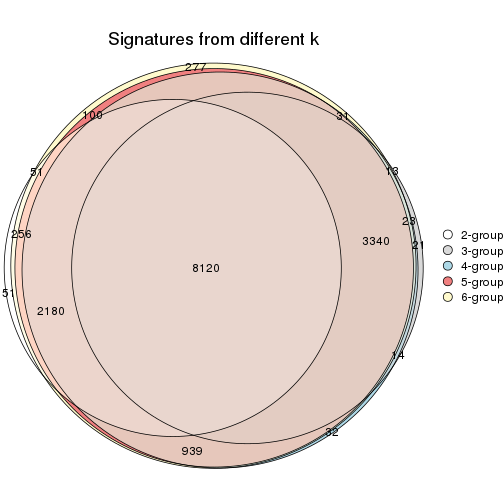 Signatures from different k
277
100
31
51
13
23
256
3340
21
8120
51
2180
14
32
939
2-group
3-group
4-group
5-group
6-group